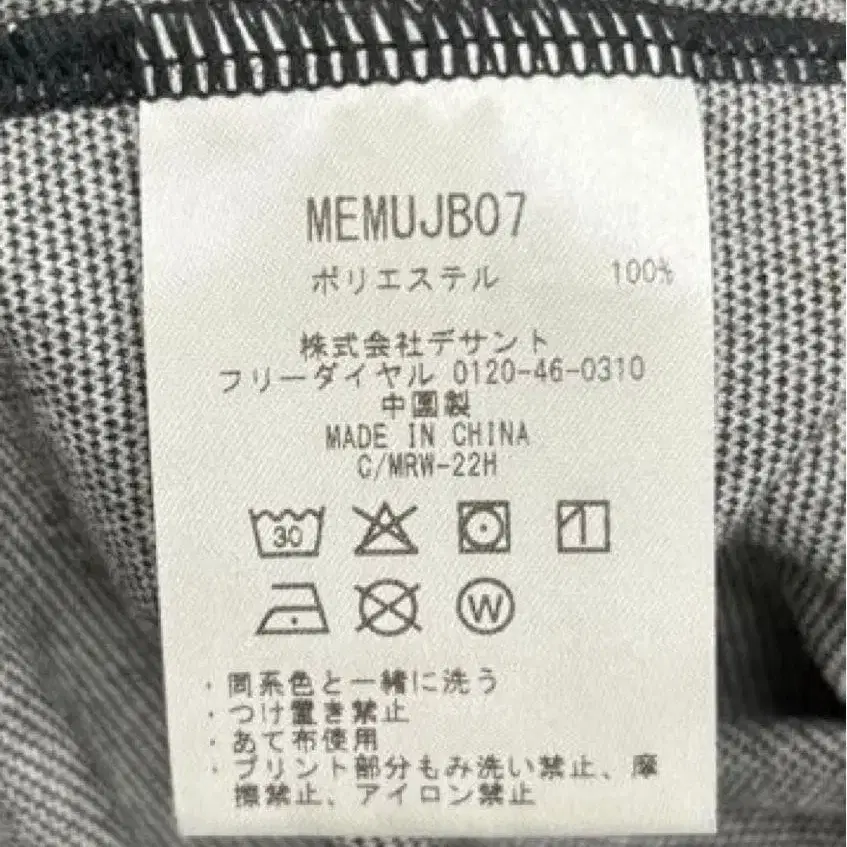 MEMUJB07
ポリエステル 100%
株式会社デサント
フリーダイヤル 0120-46-0310
中國製
MADE IN CHINA
C/MRW-22H
30
W
・同系色と一緒に洗う
・つけ置き禁止
・あて布使用
・プリント部分もみ洗い禁止、摩
擦禁止、アイロン禁止